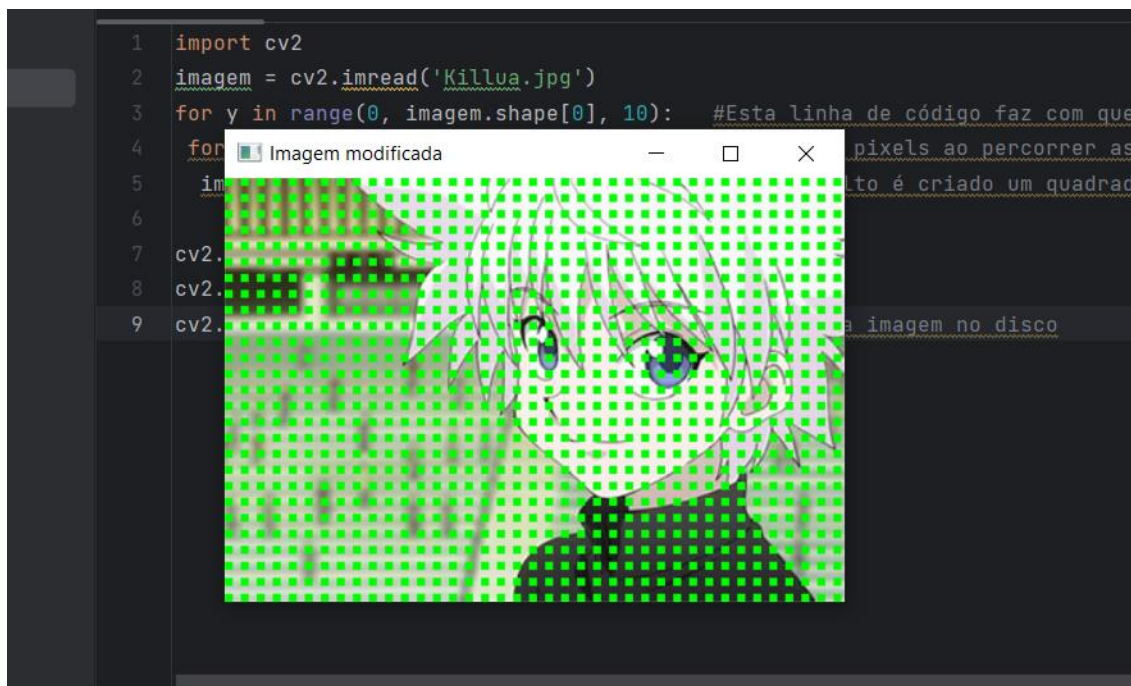 1 import cv2
2 imagem = cv2.imread('Killua.jpg')
3 for y in range(0, imagem.shape[0], 10): #Esta linha de código faz com que
4 for pixels ao percorrer as
Imagem modificada
5 im lto é criado um quadrad
6
7 cv2.
8 cv2.
9 cv2. a imagem no disco